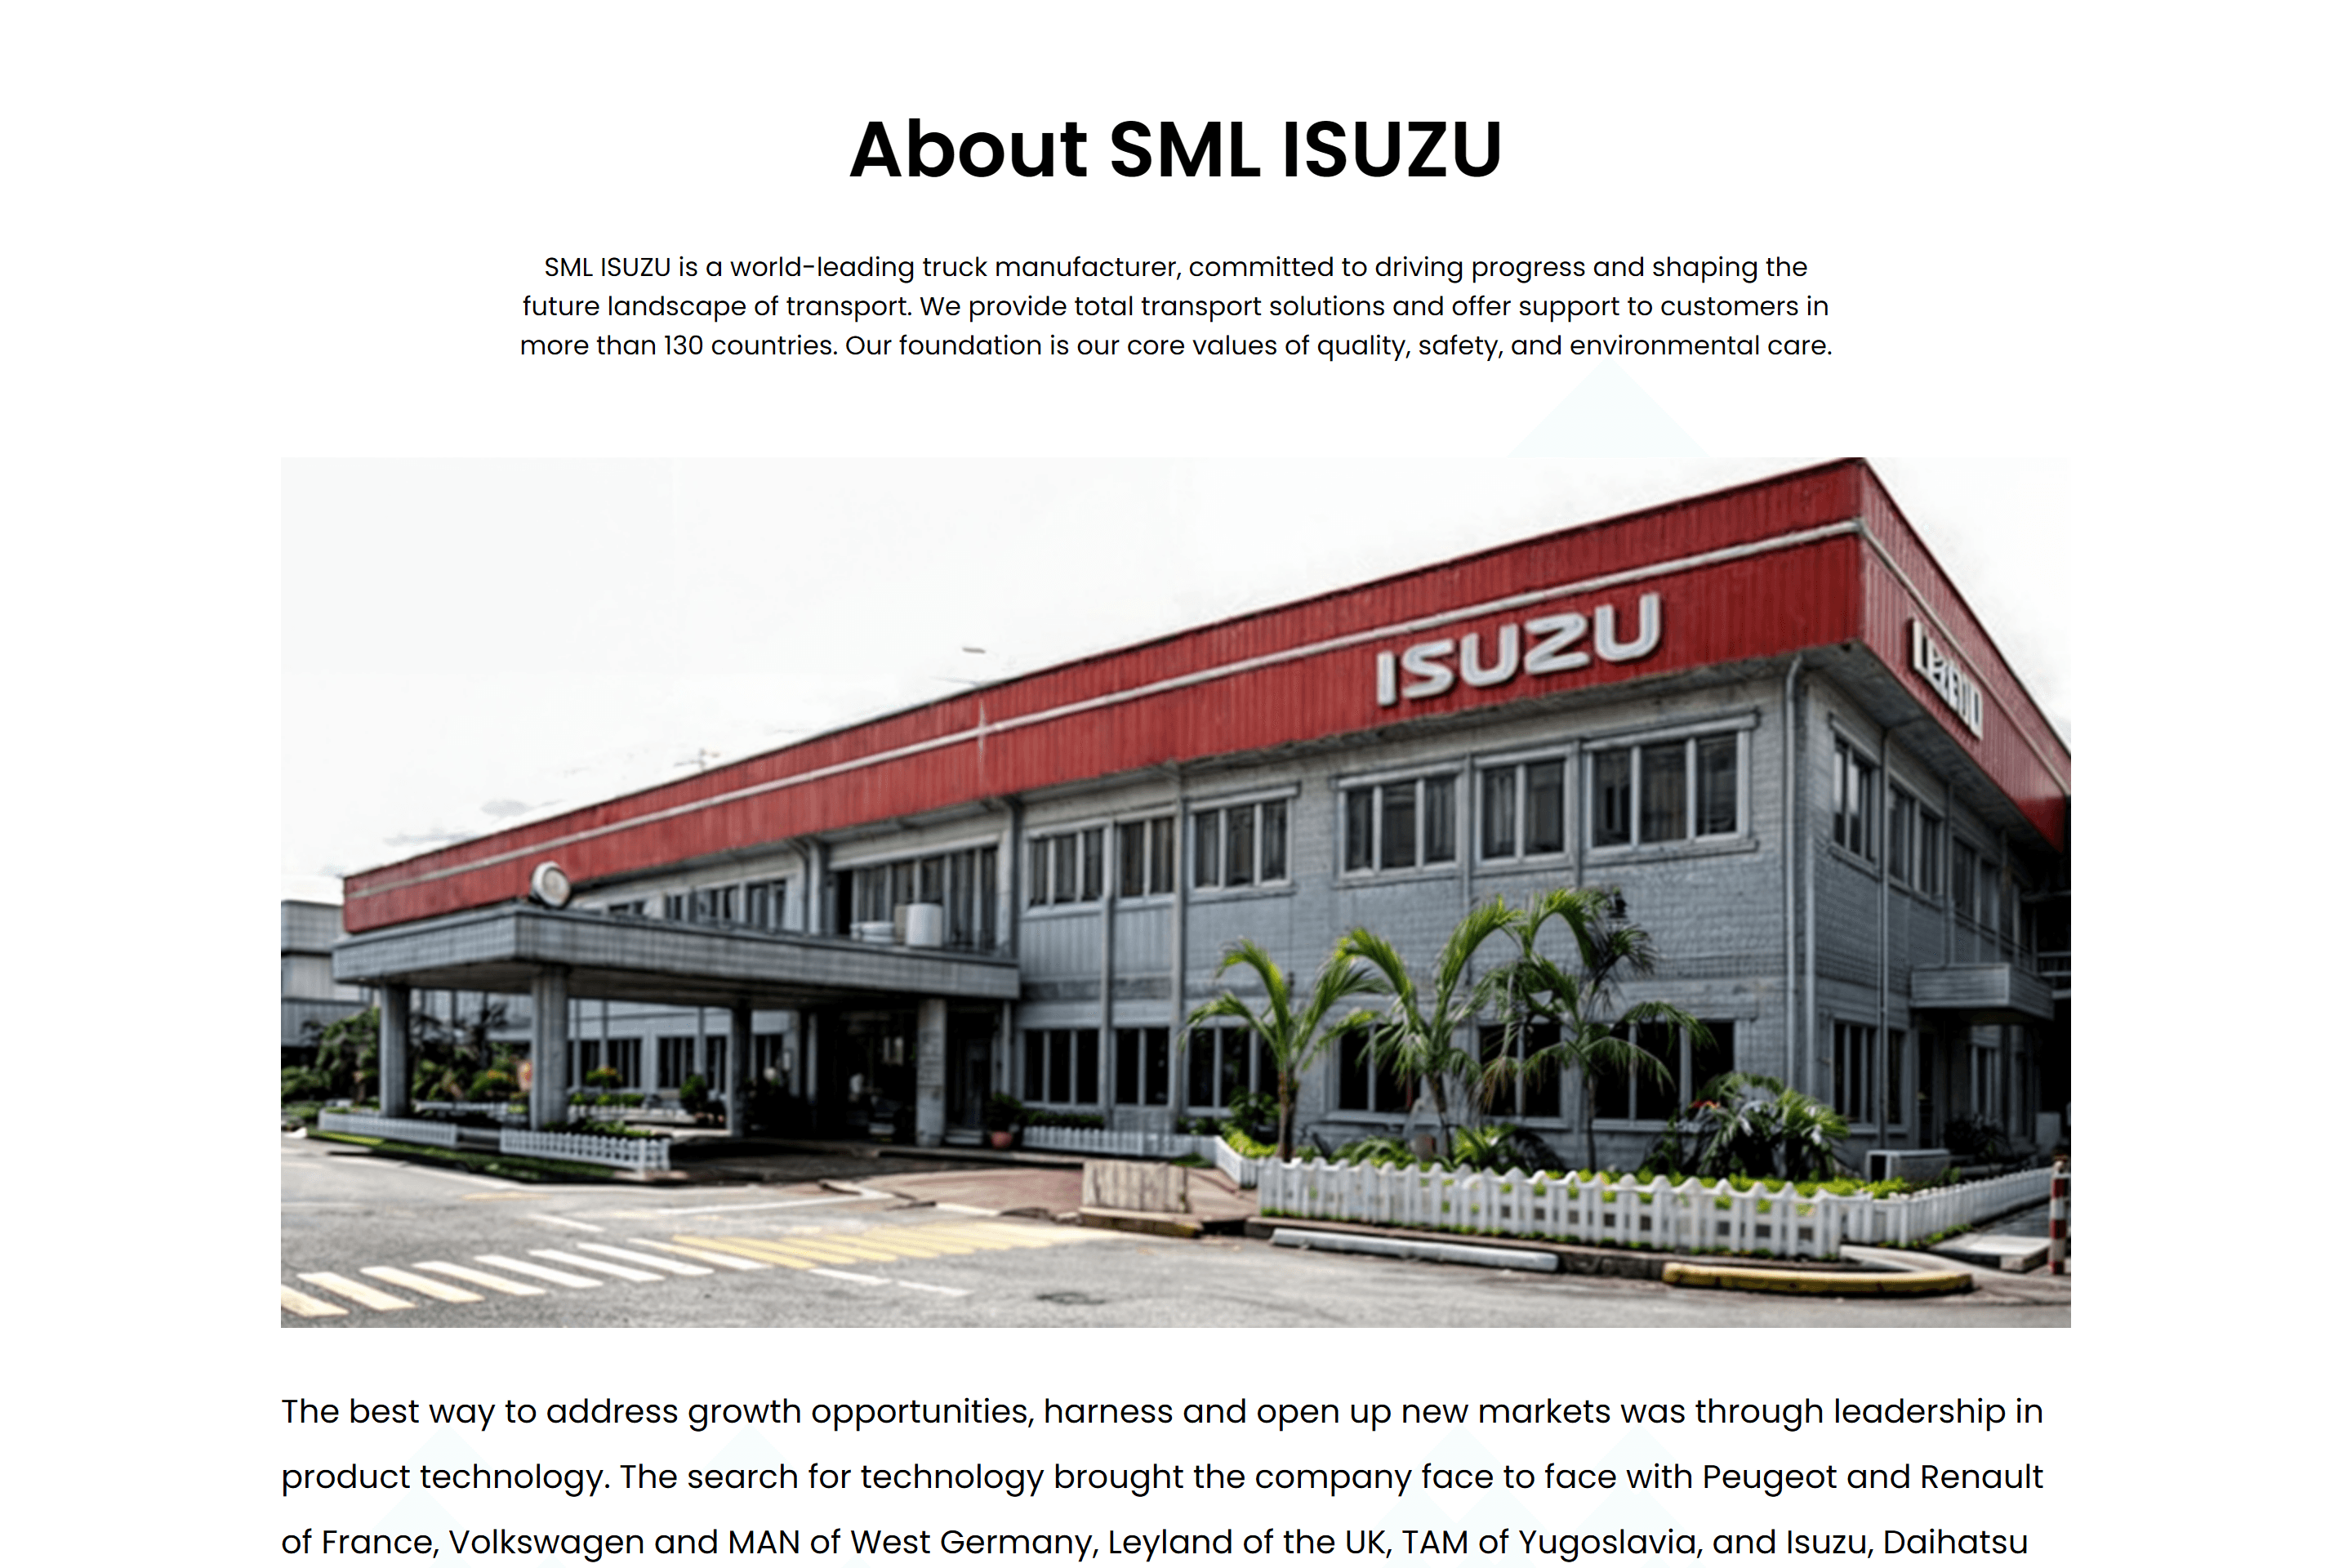 About SML ISUZU
SML ISUZU is a world-leading truck manufacturer, committed to driving progress and shaping the
future landscape of transport. We provide total transport solutions and offer support to customers in
more than 130 countries. Our foundation is our core values of quality, safety, and environmental care.
ISUZU
The best way to address growth opportunities, harness and open up new markets was through leadership in
product technology. The search for technology brought the company face to face with Peugeot and Renault
of France, Volkswagen and MAN of West Germany, Leyland of the UK, TAM of Yugoslavia, and Isuzu, Daihatsu